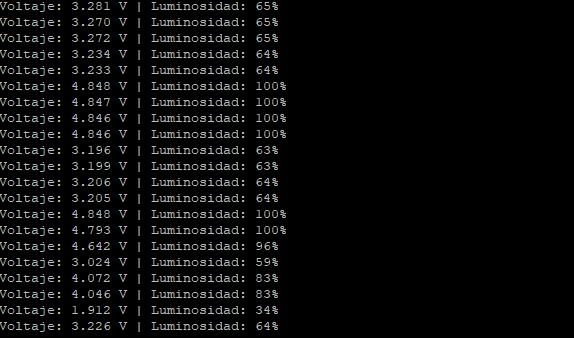 Voltaje: 3.281 V | Luminosidad: 65%
Voltaje: 3.270 V | Luminosidad: 65%
Voltaje: 3.272 V | Luminosidad: 65%
Voltaje: 3.234 V | Luminosidad: 64%
Voltaje: 3.233 V | Luminosidad: 64%
Voltaje: 4.848 V | Luminosidad: 100%
Voltaje: 4.847 V | Luminosidad: 100%
Voltaje: 4.846 V | Luminosidad: 100%
Voltaje: 4.846 V | Luminosidad: 100%
Voltaje: 3.196 V | Luminosidad: 63%
Voltaje: 3.199 V | Luminosidad: 63%
Voltaje: 3.206 V | Luminosidad: 64%
Voltaje: 3.205 V | Luminosidad: 64%
Voltaje: 4.848 V | Luminosidad: 100%
Voltaje: 4.793 V | Luminosidad: 100%
Voltaje: 4.642 V | Luminosidad: 96%
Voltaje: 3.024 V | Luminosidad: 59%
Voltaje: 4.072 V | Luminosidad: 83%
Voltaje: 4.046 V | Luminosidad: 83%
Voltaje: 1.912 V | Luminosidad: 34%
Voltaje: 3.226 V | Luminosidad: 64%